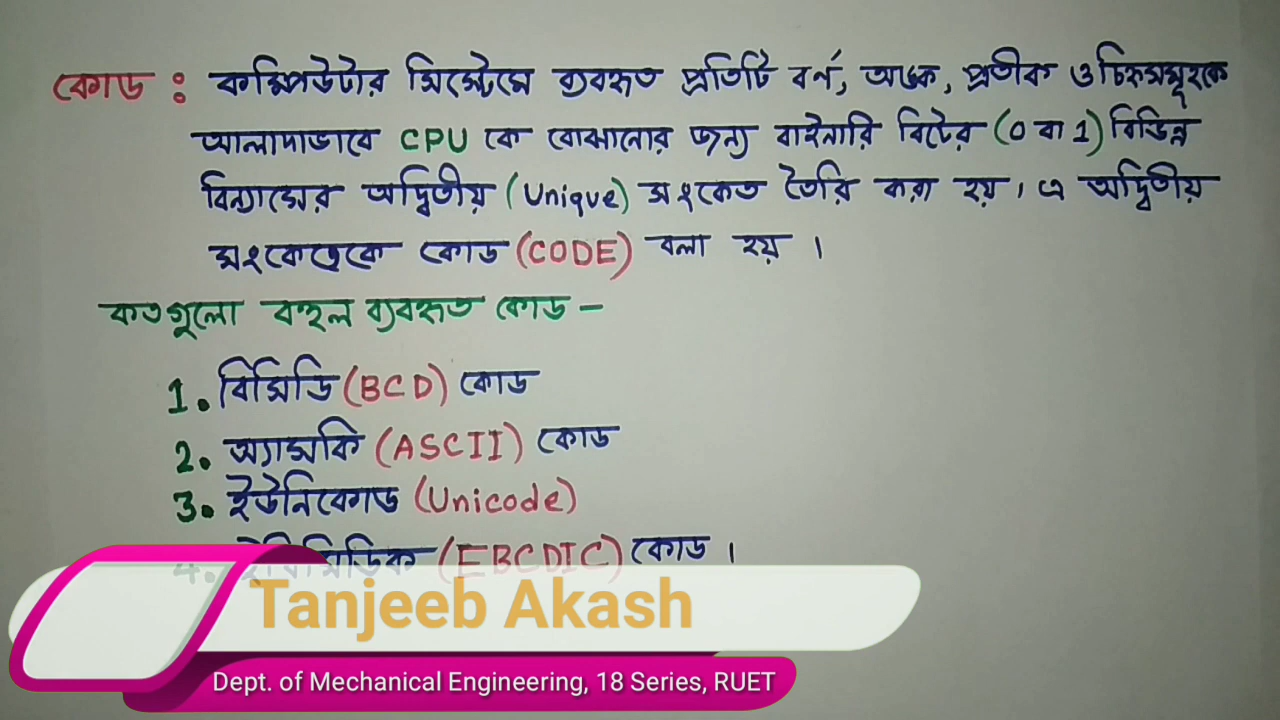 কোড : কম্পিউটার সিস্টেমে ব্যবহৃত প্রতিটি বর্ণ, অঙ্ক, প্রতীক ও চিহ্নসমূহকে
আলাদাভাবে CPU কে বোঝানোর জন্য বাইনারি বিটের (0 বা 1) বিভিন্ন
বিন্যাসের অদ্বিতীয় (Unique) সংকেত তৈরি করা হয়। এ অদ্বিতীয়
সংকেতকে কোড (CODE) বলা হয় ।
কতগুলো বহুল ব্যবহৃত কোড –
1. বিসিডি (BCD) কোড
2. অ্যাসকি (ASCII) কোড
3. ইউনিকোড (Unicode)
4. ইবিসিডিক (EBCDIC) কোড ।
Tanjeeb Akash
Dept. of Mechanical Engineering, 18 Series, RUET